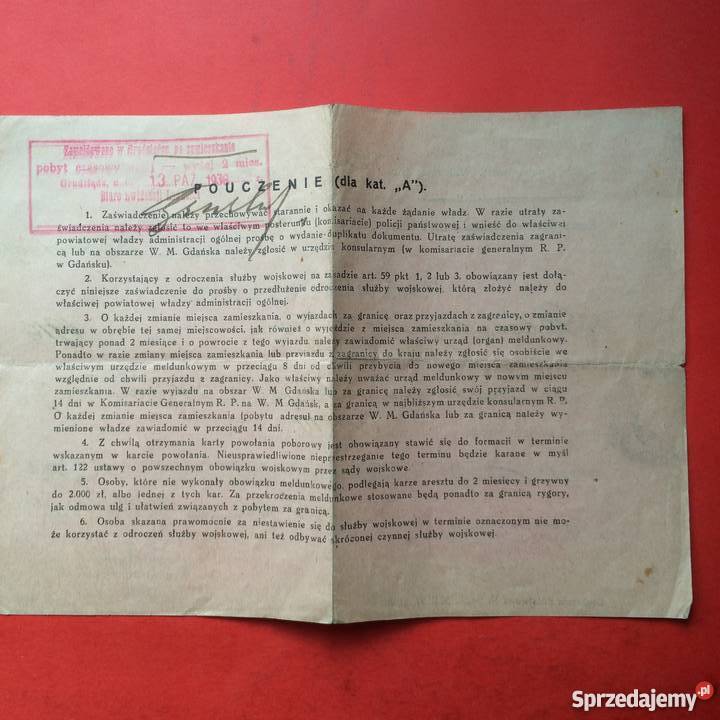 Zameldowano w Grudziądzu po zamieszkanie
pobyt czasowy wyżej 2 mies.
Grudziądz, 13 PAŹ 1936
Biuro ewidencji
POUCZENIE (dla kat. „A").
1. Zaświadczenie należy przechowywać starannie i okazać na każde żądanie władz. W razie utraty za-
świadczenia należy zgłosić to we właściwym posterunku (komisariacie) policji państwowej i wnieść do właściwej
powiatowej władzy administracji ogólnej prośbę o wydanie duplikatu dokumentu. Utratę zaświadczenia zagrani-
cą lub na obszarze W. M. Gdańska należy zgłosić w urzędzie konsularnym (w komisariacie generalnym R. P.
w Gdańsku).
2. Korzystający z odroczenia służby wojskowej na zasadzie art. 59 pkt 1, 2 lub 3. obowiązany jest dołą-
czyć niniejsze zaświadczenie do prośby o przedłużenie odroczenia służby wojskowej, którą złożyć należy do
właściwej powiatowej władzy administracji ogólnej.
3. O każdej zmianie miejsca zamieszkania, o wyjazdach za granicę oraz przyjazdach z zagranicy, o zmianie
adresu w obrębie tej samej miejscowości, jak również o wyjeździe z miejsca zamieszkania na czasowy pobyt,
trwający ponad 2 miesiące i o powrocie z tego wyjazdu należy zawiadomić właściwy urząd (organ) meldunkowy.
Ponadto w razie zmiany miejsca zamieszkania lub przyjazdu z zagranicy do kraju należy zgłosić się osobiście we
właściwym urzędzie meldunkowym w przeciągu 8 dni od chwili przybycia do nowego miejsca zamieszkania
względnie od chwili przyjazdu z zagranicy. Jako właściwy należy uważać urząd meldunkowy w nowym miejscu
zamieszkania. W razie wyjazdu na obszar W. M. Gdańska lub za granicę należy zgłosić swój przyjazd w ciągu
14 dni w Komisariacie Generalnym R. P. na W. M Gdańsk, a za granicą w najbliższym urzędzie konsularnym R. P.
O każdej zmianie miejsca zamieszkania (pobytu adresu) na obszarze W. M. Gdańska lub za granicą należy wy-
mienione władze zawiadomić w przeciągu 14 dni.
4. Z chwilą otrzymania karty powołania poborowy jest obowiązany stawić się do formacji w terminie
wskazanym w karcie powołania. Nieusprawiedliwione nieprzestrzeganie tego terminu będzie karane w myśl
art. 122 ustawy o powszechnym obowiązku wojskowym przez sądy wojskowe.
5. Osoby, które nie wykonały obowiązku meldunkowego, podlegają karze aresztu do 2 miesięcy i grzywny
do 2.000 zł, albo jednej z tych kar. Za przekroczenia meldunkowe stosowane będą ponadto za granicą rygory,
jak odmowa ulg i ułatwień związanych z pobytem za granicą.
6. Osoba skazana prawomocnie za niestawienie się do służby wojskowej w terminie oznaczonym nie mo-
że korzystać z odroczeń służby wojskowej, ani też odbywać skróconej czynnej służby wojskowej.
Sprzedajemy.pl